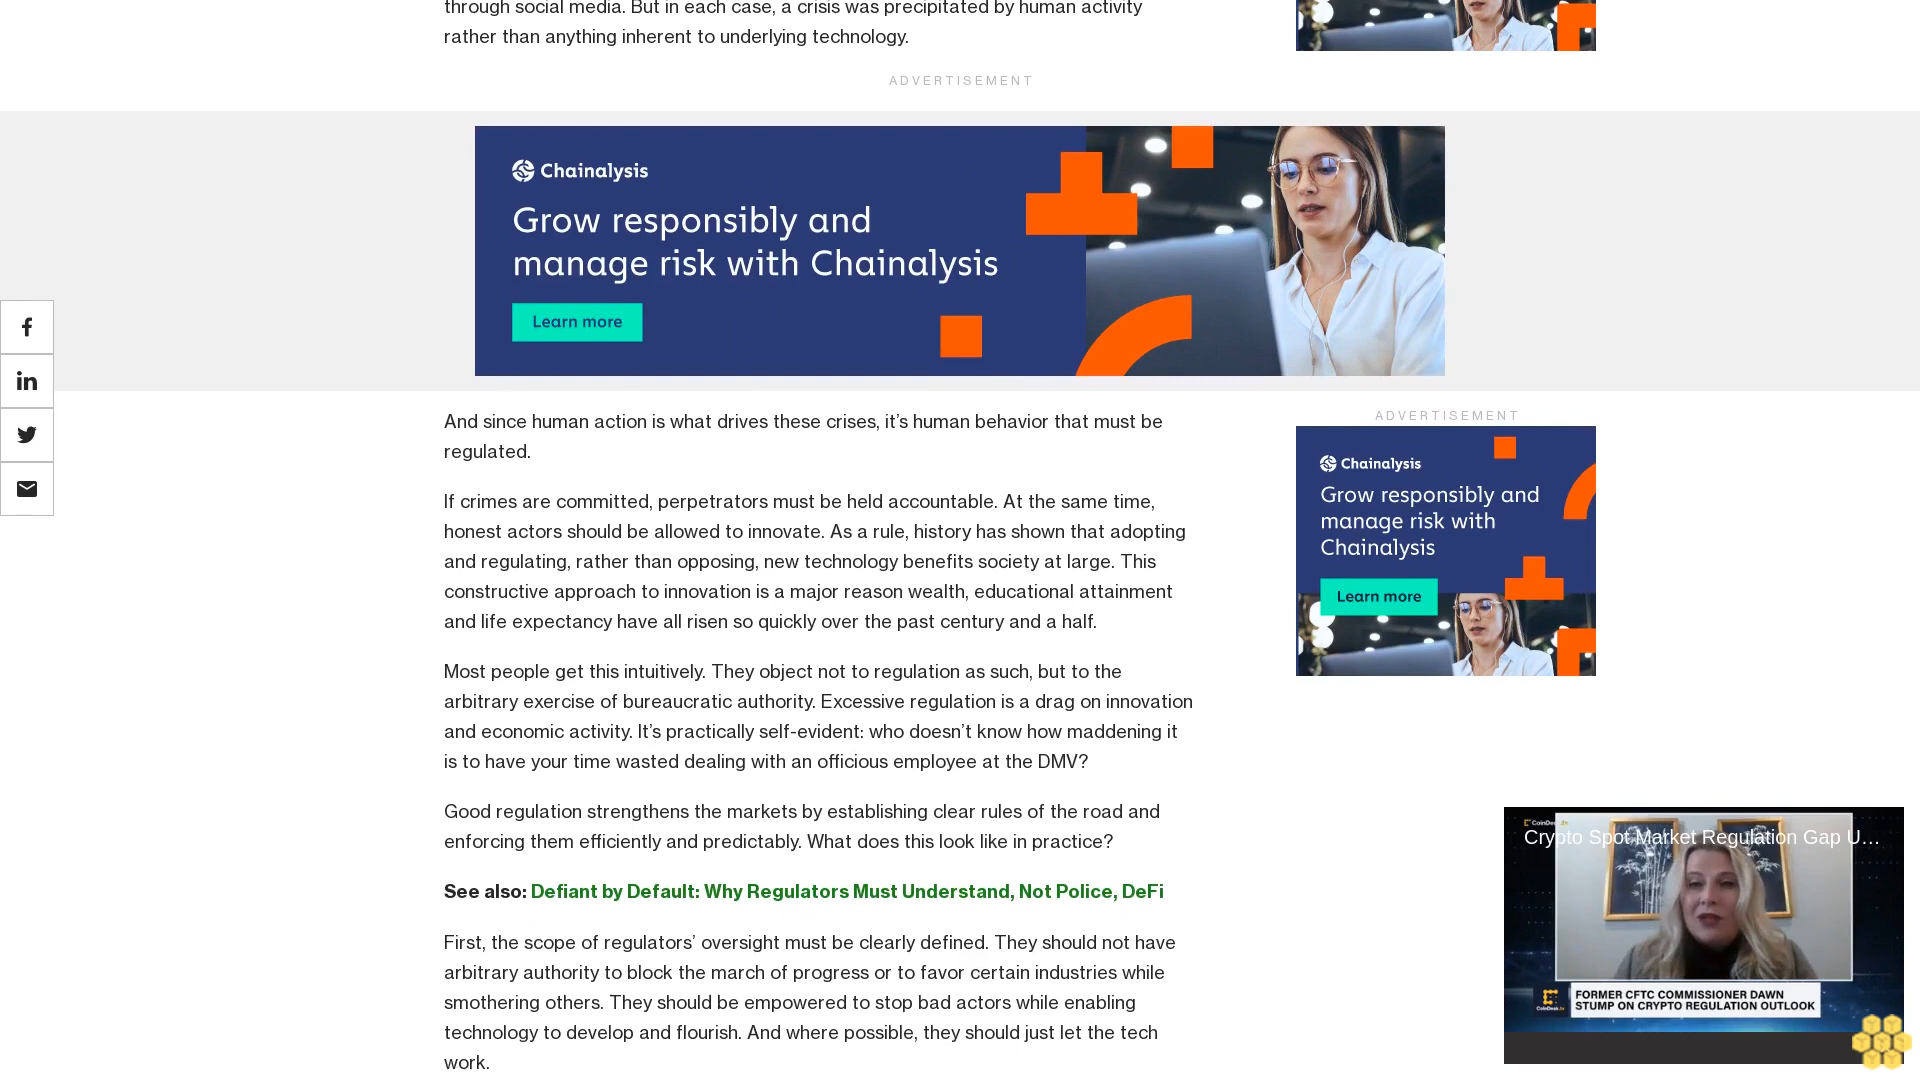 through social media. But in each case, a crisis was precipitated by human activity
rather than anything inherent to underlying technology.
ADVERTISEMENT
Chainalysis
Grow responsibly and
manage risk with Chainalysis
Learn more
And since human action is what drives these crises, it’s human behavior that must be
regulated.
If crimes are committed, perpetrators must be held accountable. At the same time,
honest actors should be allowed to innovate. As a rule, history has shown that adopting
and regulating, rather than opposing, new technology benefits society at large. This
constructive approach to innovation is a major reason wealth, educational attainment
and life expectancy have all risen so quickly over the past century and a half.
Most people get this intuitively. They object not to regulation as such, but to the
arbitrary exercise of bureaucratic authority. Excessive regulation is a drag on innovation
and economic activity. It’s practically self-evident: who doesn’t know how maddening it
is to have your time wasted dealing with an officious employee at the DMV?
Good regulation strengthens the markets by establishing clear rules of the road and
enforcing them efficiently and predictably. What does this look like in practice?
See also: Defiant by Default: Why Regulators Must Understand, Not Police, DeFi
First, the scope of regulators’ oversight must be clearly defined. They should not have
arbitrary authority to block the march of progress or to favor certain industries while
smothering others. They should be empowered to stop bad actors while enabling
technology to develop and flourish. And where possible, they should just let the tech
work.
ADVERTISEMENT
Chainalysis
Grow responsibly and
manage risk with
Chainalysis
Learn more
CoinDesk.tv
Crypto Spot Market Regulation Gap U…
CoinDesk.tv
FORMER CFTC COMMISSIONER DAWN
STUMP ON CRYPTO REGULATION OUTLOOK